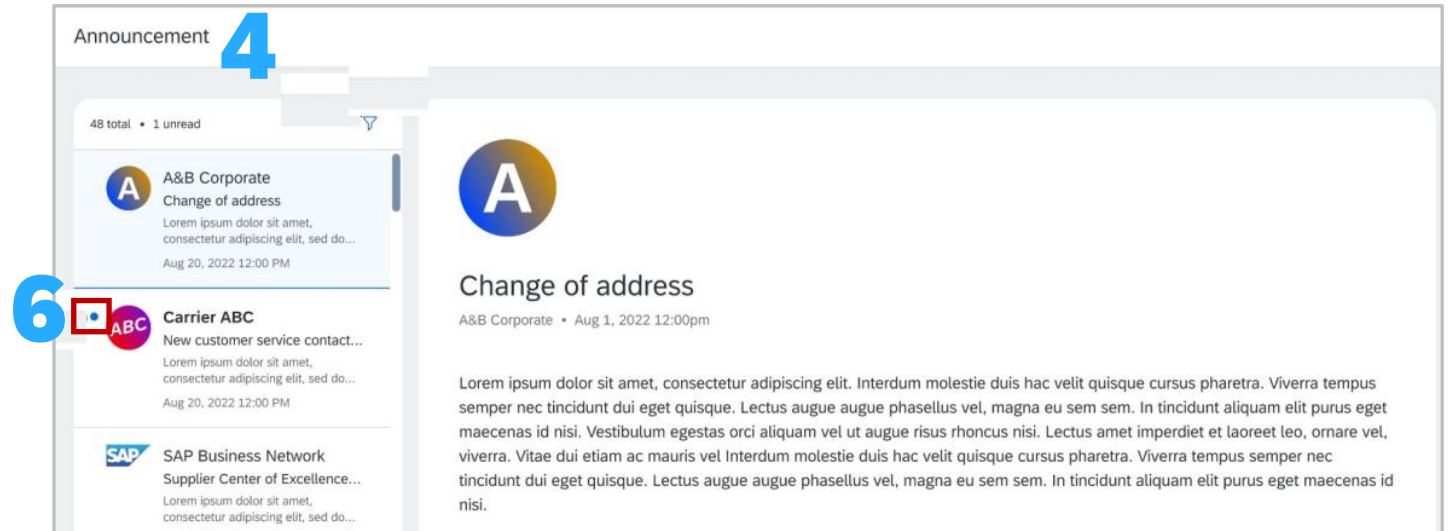 Announcement
4
48 total • 1 unread
A
A&B Corporate
Change of address
Lorem ipsum dolor sit amet,
consectetur adipiscing elit, sed do...
Aug 20, 2022 12:00 PM
6
ABC
Carrier ABC
New customer service contact...
Lorem ipsum dolor sit amet,
consectetur adipiscing elit, sed do...
Aug 20, 2022 12:00 PM
SAP
SAP Business Network
Supplier Center of Excellence...
Lorem ipsum dolor sit amet,
consectetur adipiscing elit, sed do...
A
Change of address
A&B Corporate • Aug 1, 2022 12:00pm
Lorem ipsum dolor sit amet, consectetur adipiscing elit. Interdum molestie duis hac velit quisque cursus pharetra. Viverra tempus
semper nec tincidunt dui eget quisque. Lectus augue augue phasellus vel, magna eu sem sem. In tincidunt aliquam elit purus eget
maecenas id nisi. Vestibulum egestas orci aliquam vel ut augue risus rhoncus nisi. Lectus amet imperdiet et laoreet leo, ornare vel,
viverra. Vitae dui etiam ac mauris vel Interdum molestie duis hac velit quisque cursus pharetra. Viverra tempus semper nec
tincidunt dui eget quisque. Lectus augue augue phasellus vel, magna eu sem sem. In tincidunt aliquam elit purus eget maecenas id
nisi.